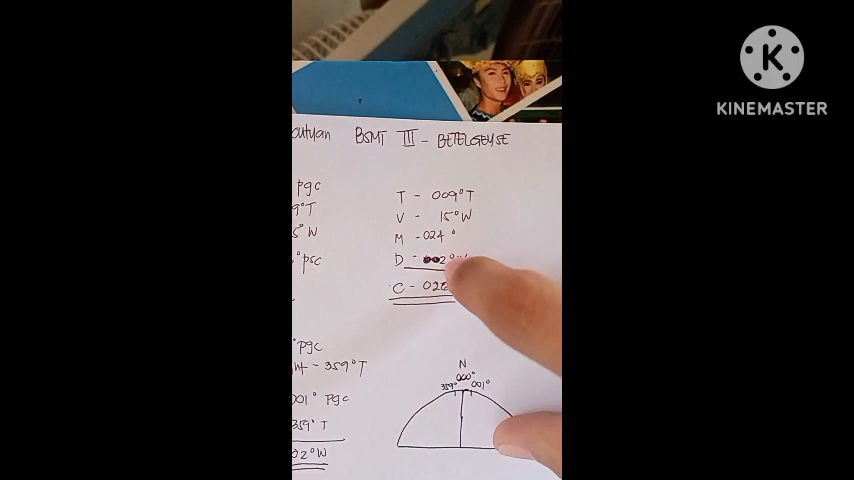 KINEMASTER
BSMT III - BETELGEUSE
pgc
9°T
5°W
° psc
T - 009°T
V - 15°W
M - 024°
D - 2°
C - 02
° pgc
- 359°T
001° pgc
359° T
02° W
N
000°
359° 001°